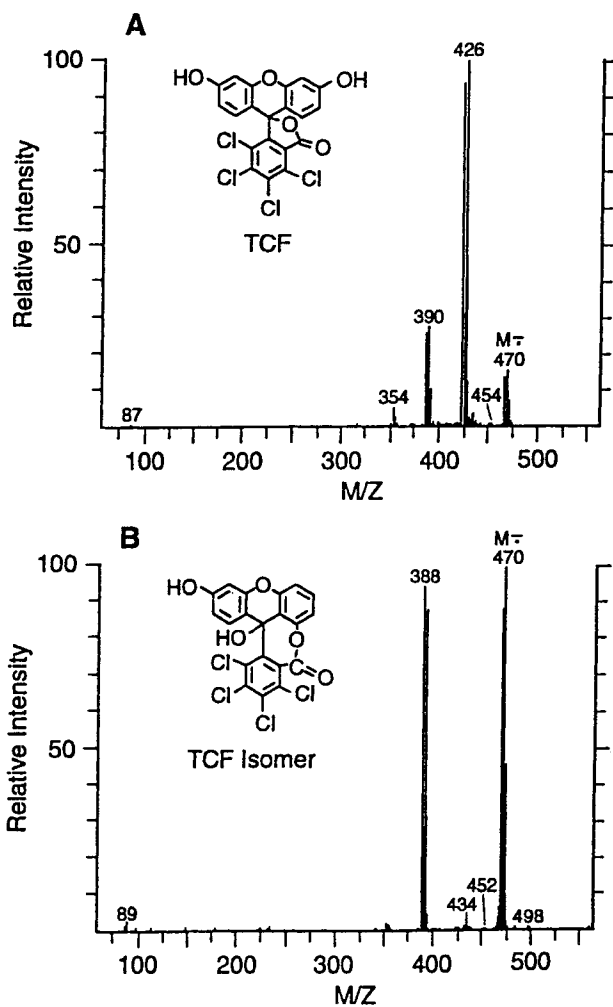 A
100
426
HO
O
OH
Cl
O
O
Cl
Cl
Cl
Cl
TCF
Relative Intensity
50
390
M⨪
470
354
454
87
100
200
300
400
500
M/Z
B
100
M⨪
470
388
HO
O
HO
O
Cl
C
O
Cl
Cl
Cl
TCF Isomer
Relative Intensity
50
452
434
498
89
100
200
300
400
500
M/Z